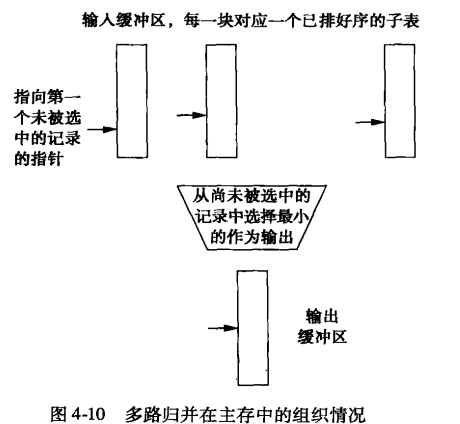 输入缓冲区，每一块对应一个已排好序的子表
指向第一
个未被选
中的记录
的指针
从尚未被选中的
记录中选择最小
的作为输出
输出
缓冲区
图 4-10 多路归并在主存中的组织情况